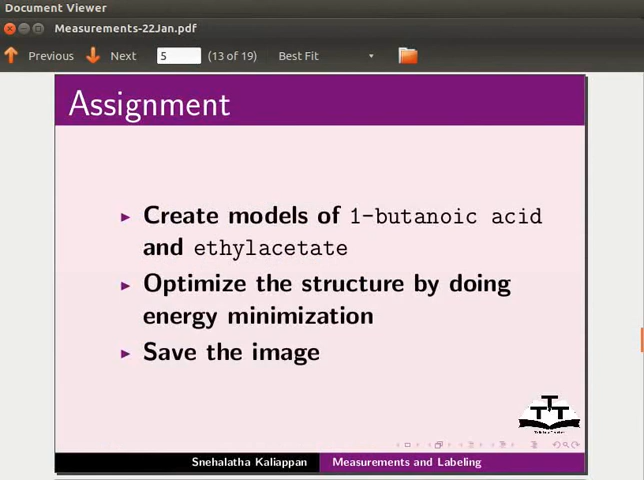 Document Viewer
Measurements-22Jan.pdf
Previous Next 5 (13 of 19) Best Fit
Assignment
Create models of 1-butanoic acid
and ethylacetate
Optimize the structure by doing
energy minimization
Save the image
Snehalatha Kaliappan Measurements and Labeling